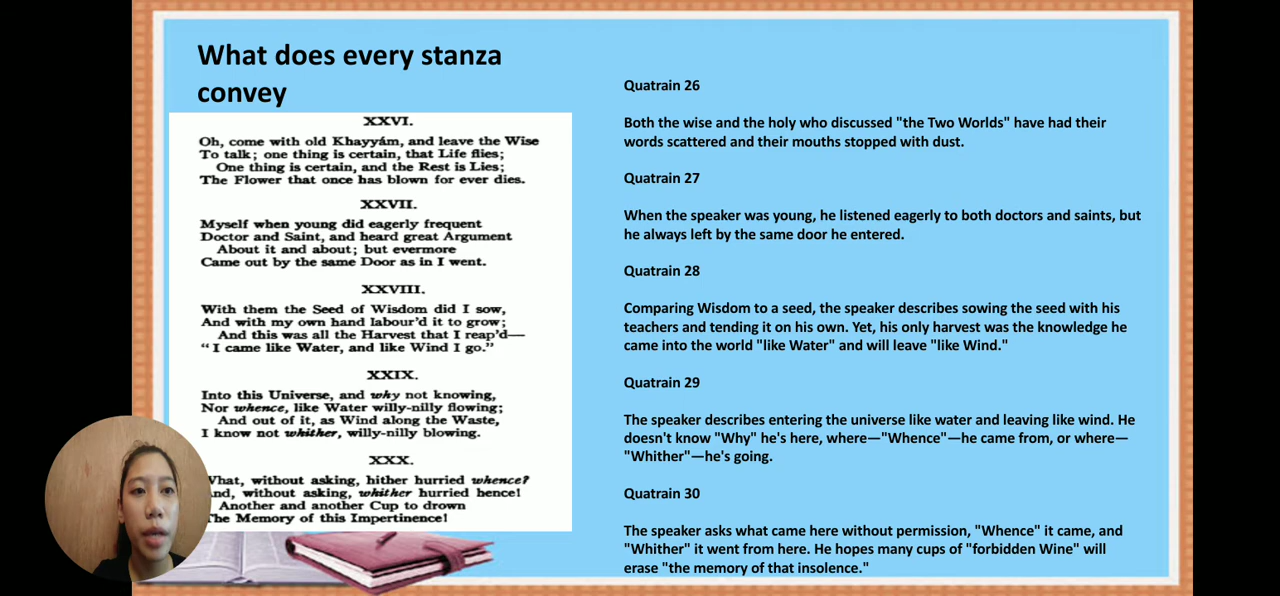 What does every stanza
convey
XXVI.
Oh, come with old Khayyám, and leave the Wise
To talk; one thing is certain, that Life flies;
One thing is certain, and the Rest is Lies;
The Flower that once has blown for ever dies.
XXVII.
Myself when young did eagerly frequent
Doctor and Saint, and heard great Argument
About it and about; but evermore
Came out by the same Door as in I went.
XXVIII.
With them the Seed of Wisdom did I sow,
And with my own hand labour'd it to grow;
And this was all the Harvest that I reap'd—
"I came like Water, and like Wind I go."
XXIX.
Into this Universe, and why not knowing,
Nor whence, like Water willy-nilly flowing;
And out of it, as Wind along the Waste,
I know not whither, willy-nilly blowing.
XXX.
What, without asking, hither hurried whence?
And, without asking, whither hurried hence!
Another and another Cup to drown
The Memory of this Impertinence!
Quatrain 26
Both the wise and the holy who discussed "the Two Worlds" have had their
words scattered and their mouths stopped with dust.
Quatrain 27
When the speaker was young, he listened eagerly to both doctors and saints, but
he always left by the same door he entered.
Quatrain 28
Comparing Wisdom to a seed, the speaker describes sowing the seed with his
teachers and tending it on his own. Yet, his only harvest was the knowledge he
came into the world "like Water" and will leave "like Wind."
Quatrain 29
The speaker describes entering the universe like water and leaving like wind. He
doesn't know "Why" he's here, where—"Whence"—he came from, or where—
"Whither"—he's going.
Quatrain 30
The speaker asks what came here without permission, "Whence" it came, and
"Whither" it went from here. He hopes many cups of "forbidden Wine" will
erase "the memory of that insolence."